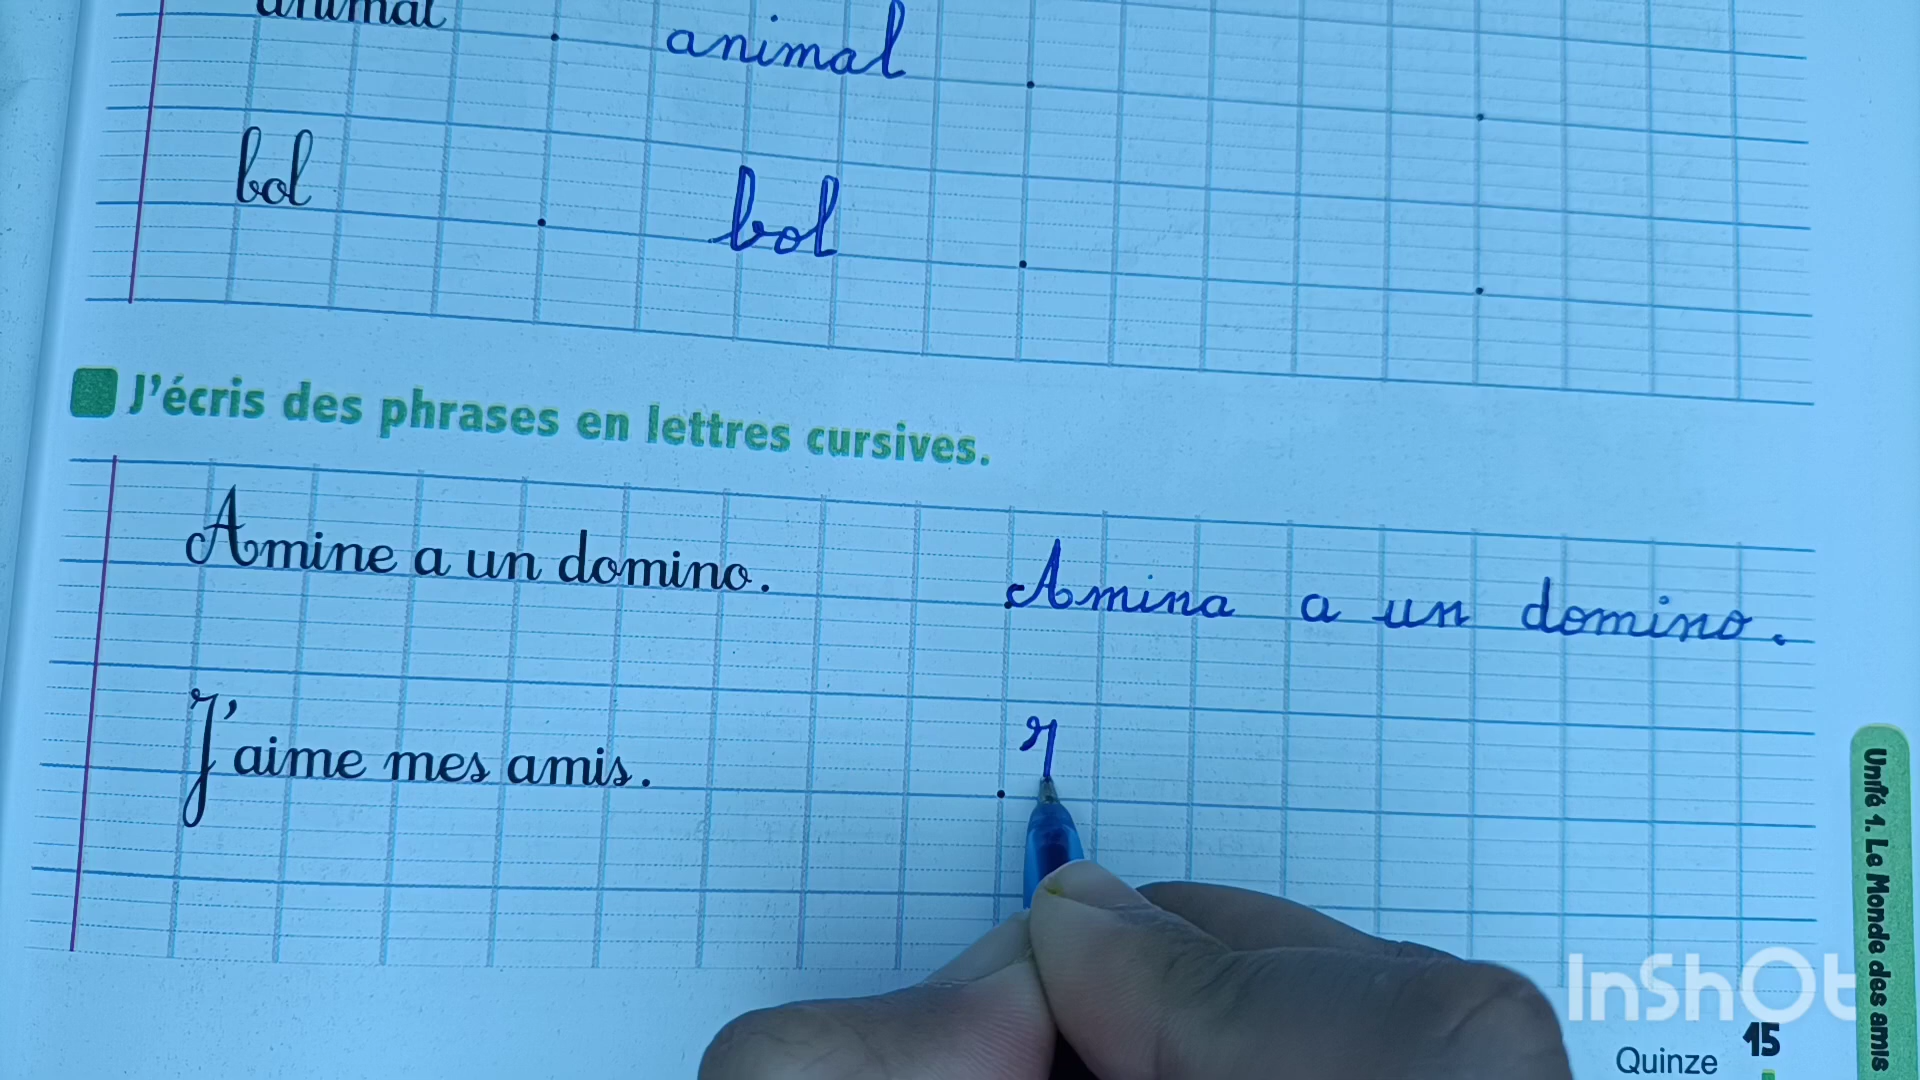 animal . animal . .
bol . bol . .
J'écris des phrases en lettres cursives.
Amine a un domino. Amina a un domino.
J'aime mes amis. .
Unité 1. Le Monde des amis
InShOt
Quinze 15